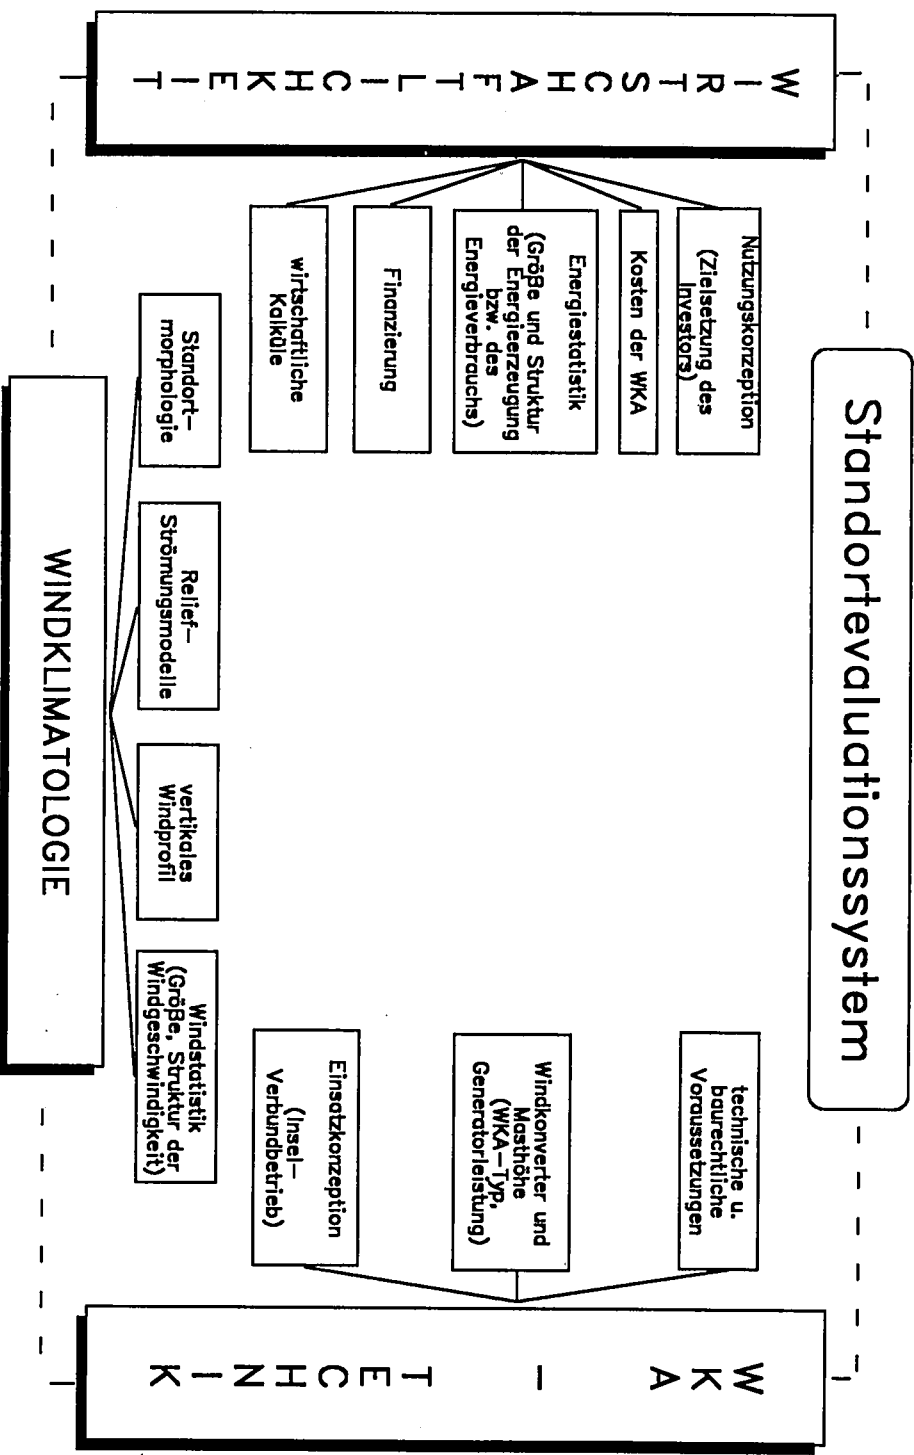 Standortevaluationssystem
WIRTSCHAFTLICHKEIT
Nutzungskonzeption
(Zielsetzung des
Investors)
Kosten der WKA
Energiestatistik
(Größe und Struktur
der Energieerzeugung
bzw. des
Energieverbrauchs)
Finanzierung
wirtschaftliche
Kalküle
technische u.
baurechtliche
Voraussetzungen
Windkonverter und
Masthöhe
(WKA-Typ,
Generatorleistung)
Einsatzkonzeption
(Insel-
Verbundbetrieb)
WKA - TECHNIK
Standort-
morphologie
Relief-
Strömungsmodelle
vertikales
Windprofil
Windstatistik
(Größe, Struktur der
Windgeschwindigkeit)
WINDKLIMATOLOGIE